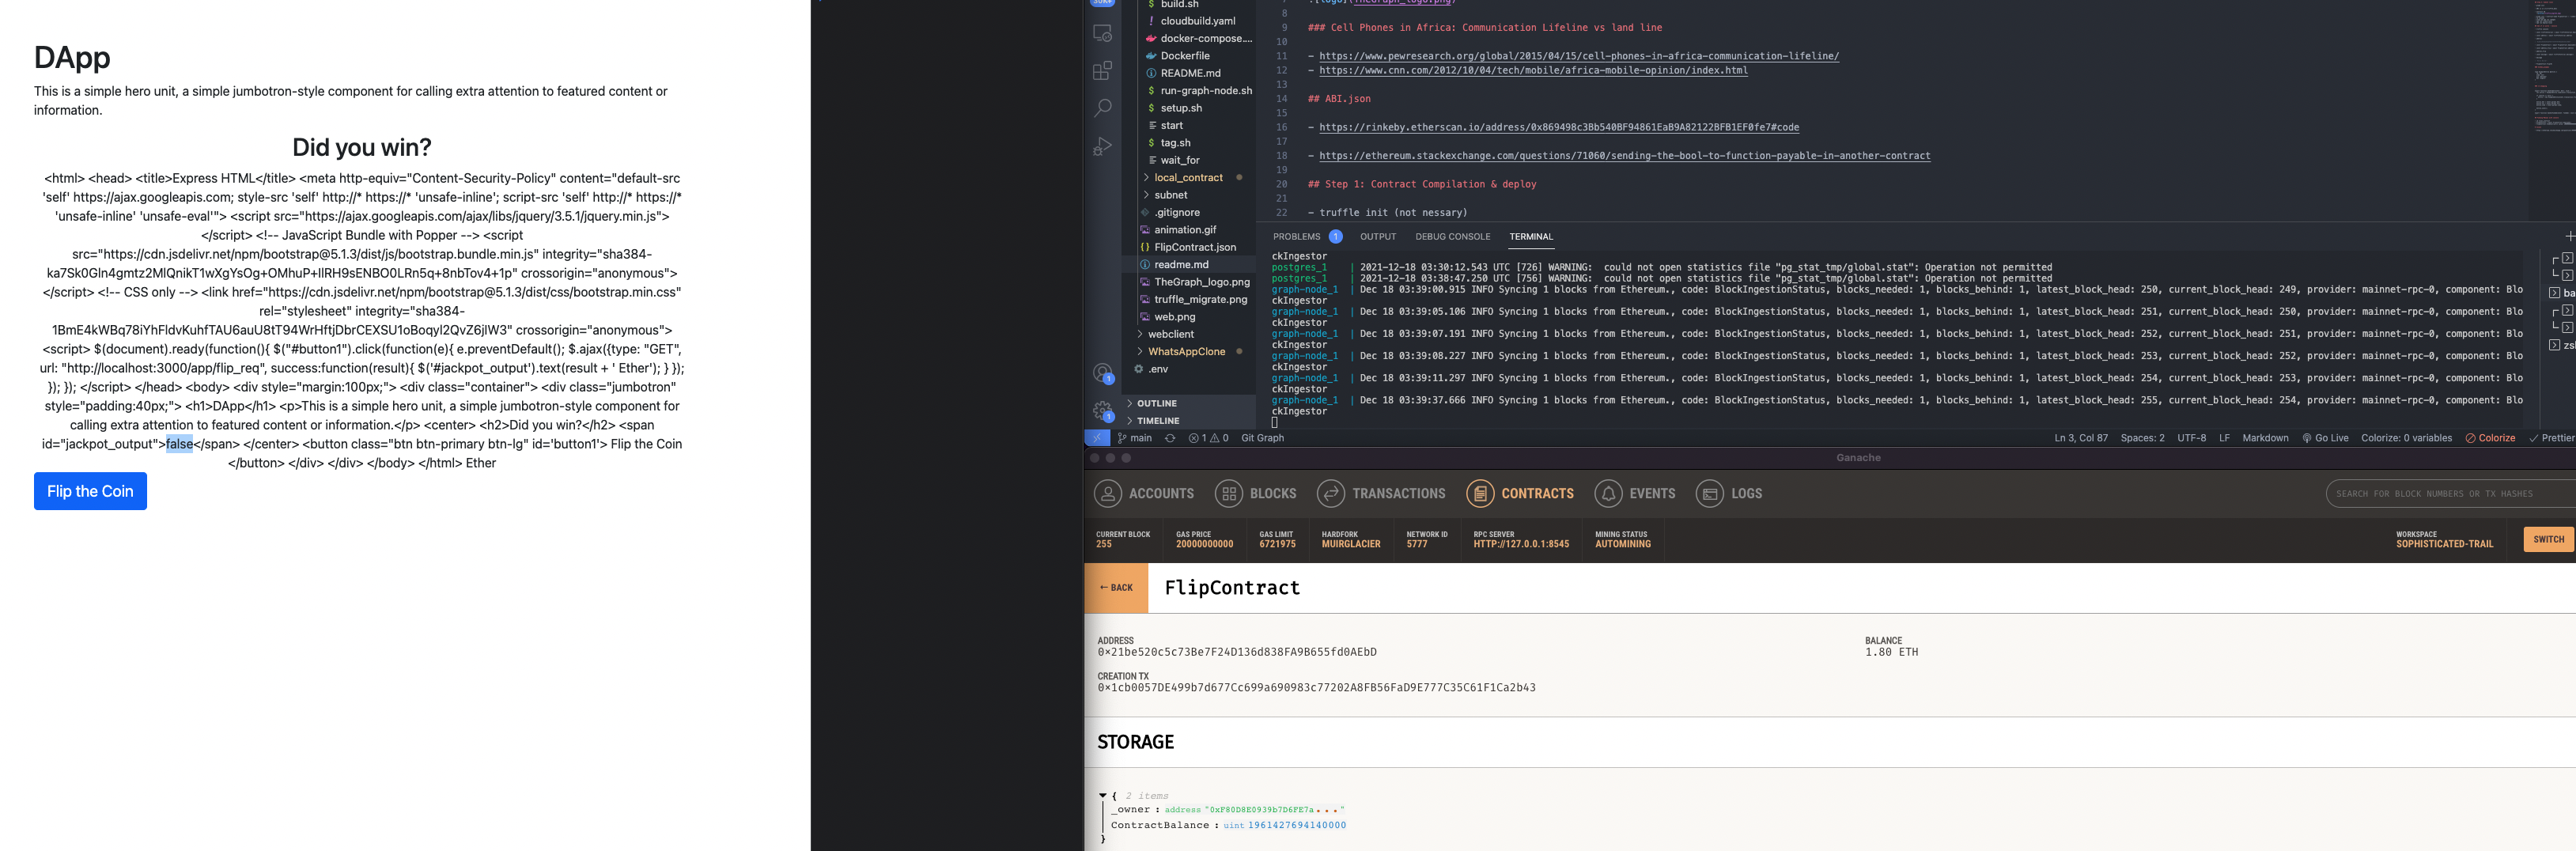 DApp
This is a simple hero unit, a simple jumbotron-style component for calling extra attention to featured content or
information.
Did you win?
<html> <head> <title>Express HTML</title> <meta http-equiv="Content-Security-Policy" content="default-src
'self' https://ajax.googleapis.com; style-src 'self' http://* https://* 'unsafe-inline'; script-src 'self' http://* https://*
'unsafe-inline' 'unsafe-eval'"> <script src="https://ajax.googleapis.com/ajax/libs/jquery/3.5.1/jquery.min.js">
</script> <!-- JavaScript Bundle with Popper --> <script
src="https://cdn.jsdelivr.net/npm/bootstrap@5.1.3/dist/js/bootstrap.bundle.min.js" integrity="sha384-
ka7Sk0Gln4gmtz2MlQnikT1wXgYsOg+OMhuP+IlRH9sENBO0LRn5q+8nbTov4+1p" crossorigin="anonymous">
</script> <!-- CSS only --> <link href="https://cdn.jsdelivr.net/npm/bootstrap@5.1.3/dist/css/bootstrap.min.css"
rel="stylesheet" integrity="sha384-
1BmE4kWBq78iYhFldvKuhfTAU6auU8tT94WrHftjDbrCEXSU1oBoqyl2QvZ6jIW3" crossorigin="anonymous">
<script> $(document).ready(function(){ $("#button1").click(function(e){ e.preventDefault(); $.ajax({type: "GET",
url: "http://localhost:3000/app/flip_req", success:function(result){ $('#jackpot_output').text(result + ' Ether'); } });
}); }); </script> </head> <body> <div style="margin:100px;"> <div class="container"> <div class="jumbotron"
style="padding:40px;"> <h1>DApp</h1> <p>This is a simple hero unit, a simple jumbotron-style component for
calling extra attention to featured content or information.</p> <center> <h2>Did you win?</h2> <span
id="jackpot_output">false</span> </center> <button class="btn btn-primary btn-lg" id='button1'> Flip the Coin
</button> </div> </div> </body> </html> Ether
Flip the Coin
build.sh
cloudbuild.yaml
docker-compose....
Dockerfile
README.md
run-graph-node.sh
setup.sh
start
tag.sh
wait_for
local_contract
subnet
.gitignore
animation.gif
FlipContract.json
readme.md
TheGraph_logo.png
truffle_migrate.png
web.png
webclient
WhatsAppClone
.env
OUTLINE
TIMELINE
8
9 ### Cell Phones in Africa: Communication Lifeline vs land line
10
11 - https://www.pewresearch.org/global/2015/04/15/cell-phones-in-africa-communication-lifeline/
12 - https://www.cnn.com/2012/10/04/tech/mobile/africa-mobile-opinion/index.html
13
14 ## ABI.json
15
16 - https://rinkeby.etherscan.io/address/0x869498c3Bb540BF94861EaB9A82122BFB1EF0fe7#code
17
18 - https://ethereum.stackexchange.com/questions/71060/sending-the-bool-to-function-payable-in-another-contract
19
20 ## Step 1: Contract Compilation & deploy
21
22 - truffle init (not nessary)
PROBLEMS 1 OUTPUT DEBUG CONSOLE TERMINAL
ckIngestor
postgres_1 | 2021-12-18 03:30:12.543 UTC [726] WARNING: could not open statistics file "pg_stat_tmp/global.stat": Operation not permitted
postgres_1 | 2021-12-18 03:38:47.250 UTC [756] WARNING: could not open statistics file "pg_stat_tmp/global.stat": Operation not permitted
graph-node_1 | Dec 18 03:39:00.915 INFO Syncing 1 blocks from Ethereum., code: BlockIngestionStatus, blocks_needed: 1, blocks_behind: 1, latest_block_head: 250, current_block_head: 249, provider: mainnet-rpc-0, component: Blo
ckIngestor
graph-node_1 | Dec 18 03:39:05.106 INFO Syncing 1 blocks from Ethereum., code: BlockIngestionStatus, blocks_needed: 1, blocks_behind: 1, latest_block_head: 251, current_block_head: 250, provider: mainnet-rpc-0, component: Blo
ckIngestor
graph-node_1 | Dec 18 03:39:07.191 INFO Syncing 1 blocks from Ethereum., code: BlockIngestionStatus, blocks_needed: 1, blocks_behind: 1, latest_block_head: 252, current_block_head: 251, provider: mainnet-rpc-0, component: Blo
ckIngestor
graph-node_1 | Dec 18 03:39:08.227 INFO Syncing 1 blocks from Ethereum., code: BlockIngestionStatus, blocks_needed: 1, blocks_behind: 1, latest_block_head: 253, current_block_head: 252, provider: mainnet-rpc-0, component: Blo
ckIngestor
graph-node_1 | Dec 18 03:39:11.297 INFO Syncing 1 blocks from Ethereum., code: BlockIngestionStatus, blocks_needed: 1, blocks_behind: 1, latest_block_head: 254, current_block_head: 253, provider: mainnet-rpc-0, component: Blo
ckIngestor
graph-node_1 | Dec 18 03:39:37.666 INFO Syncing 1 blocks from Ethereum., code: BlockIngestionStatus, blocks_needed: 1, blocks_behind: 1, latest_block_head: 255, current_block_head: 254, provider: mainnet-rpc-0, component: Blo
ckIngestor
ba
zsl
main 1 0 Git Graph Ln 3, Col 87 Spaces: 2 UTF-8 LF Markdown Go Live Colorize: 0 variables Colorize Prettier
Ganache
ACCOUNTS BLOCKS TRANSACTIONS CONTRACTS EVENTS LOGS SEARCH FOR BLOCK NUMBERS OR TX HASHES
CURRENT BLOCK GAS PRICE GAS LIMIT HARDFORK NETWORK ID RPC SERVER MINING STATUS WORKSPACE
255 20000000000 6721975 MUIRGLACIER 5777 HTTP://127.0.0.1:8545 AUTOMINING SOPHISTICATED-TRAIL SWITCH
← BACK FlipContract
ADDRESS BALANCE
0×21be520c5c73Be7F24D136d838FA9B655fd0AEbD 1.80 ETH
CREATION TX
0×1cb0057DE499b7d677Cc699a690983c77202A8FB56FaD9E777C35C61F1Ca2b43
STORAGE
{ 2 items
_owner : address "0xF80D8E0939b7D6FE7a..."
ContractBalance : uint 1961427694140000
}